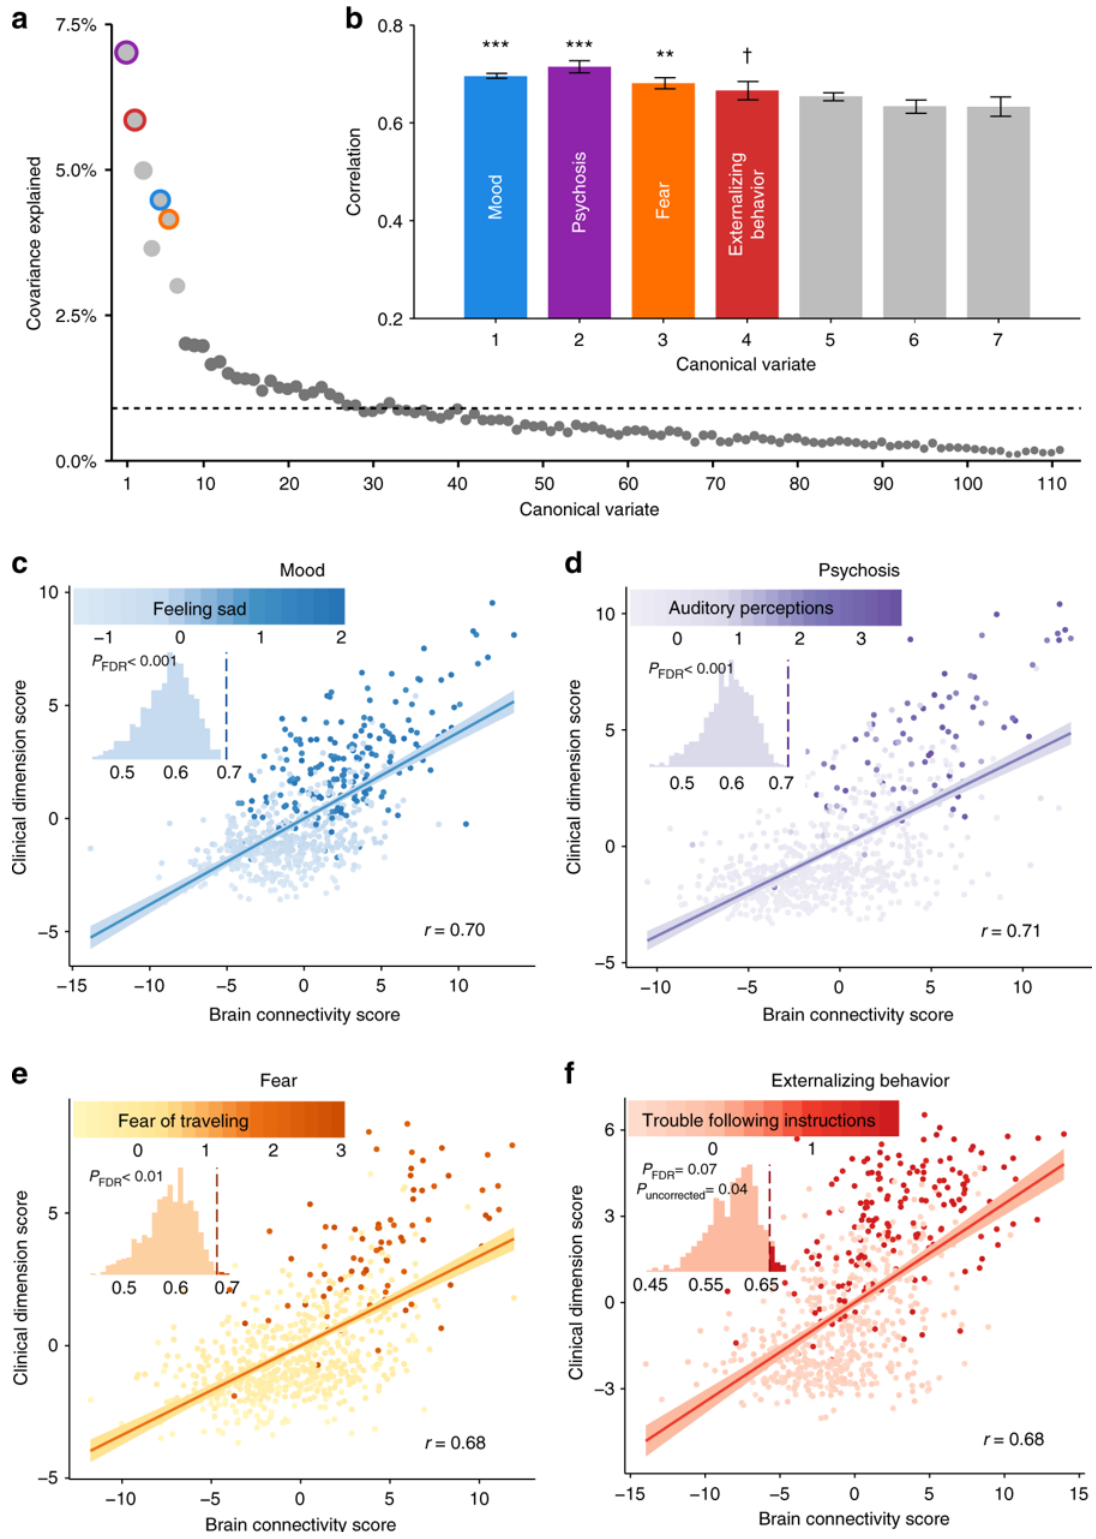 a
7.5%
5.0%
2.5%
0.0%
Covariance explained
1 10 20 30 40 50 60 70 80 90 100 110
Canonical variate
b
0.8
0.6
0.4
0.2
Correlation
*** *** ** †
Mood
Psychosis
Fear
Externalizing
behavior
1 2 3 4 5 6 7
Canonical variate
c
Mood
Feeling sad
−1 0 1 2
P_FDR < 0.001
0.5 0.6 0.7
10
5
0
−5
Clinical dimension score
r = 0.70
−15 −10 −5 0 5 10
Brain connectivity score
d
Psychosis
Auditory perceptions
0 1 2 3
P_FDR < 0.001
0.5 0.6 0.7
10
5
0
−5
Clinical dimension score
r = 0.71
−10 −5 0 5 10
Brain connectivity score
e
Fear
Fear of traveling
0 1 2 3
P_FDR < 0.01
0.5 0.6 0.7
5
0
−5
Clinical dimension score
r = 0.68
−10 −5 0 5 10
Brain connectivity score
f
Externalizing behavior
Trouble following instructions
0 1
P_FDR = 0.07
P_uncorrected = 0.04
0.45 0.55 0.65
6
3
0
−3
Clinical dimension score
r = 0.68
−15 −10 −5 0 5 10 15
Brain connectivity score